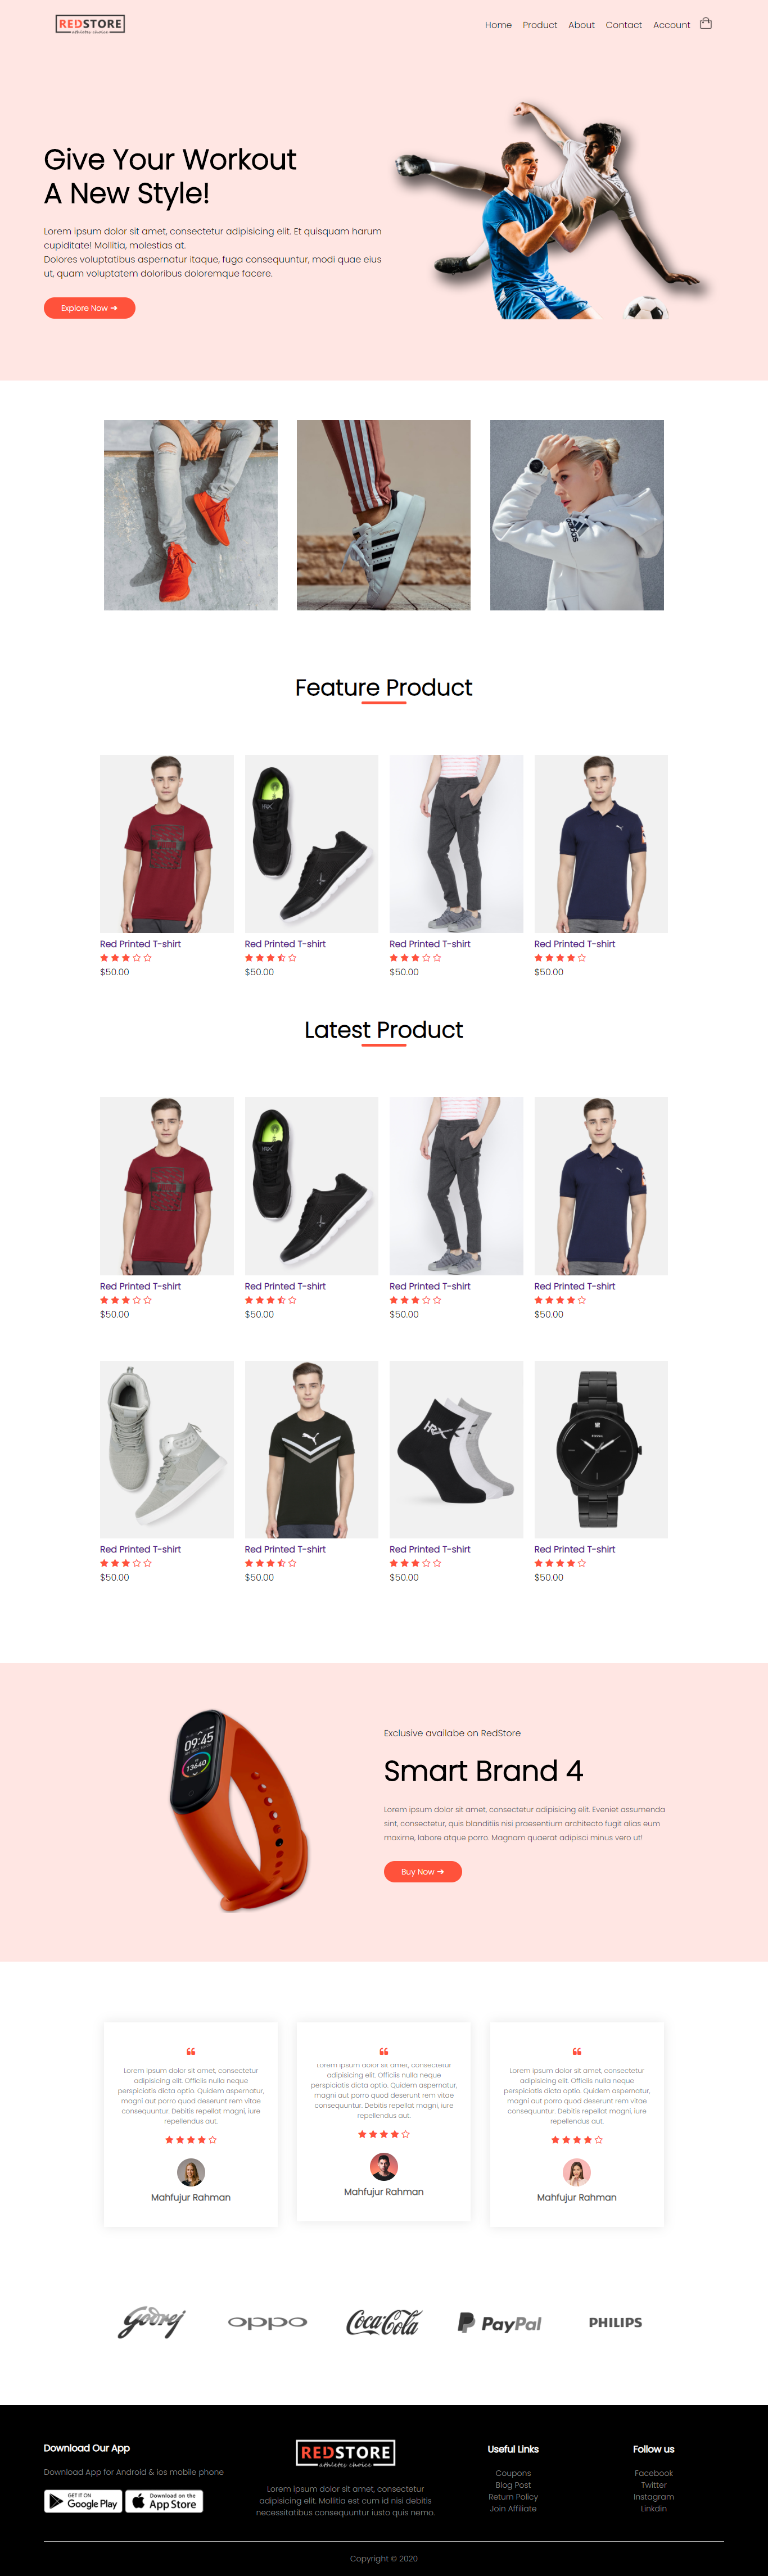 REDSTORE
athletes choice
Home Product About Contact Account
Give Your Workout
A New Style!
Lorem ipsum dolor sit amet, consectetur adipisicing elit. Et quisquam harum
cupiditate! Mollitia, molestias at.
Dolores voluptatibus aspernatur itaque, fuga consequuntur, modi quae eius
ut, quam voluptatem doloribus doloremque facere.
Explore Now ➔
adidas
Feature Product
Red Printed T-shirt
$50.00
Red Printed T-shirt
$50.00
Red Printed T-shirt
$50.00
Red Printed T-shirt
$50.00
Latest Product
Red Printed T-shirt
$50.00
Red Printed T-shirt
$50.00
Red Printed T-shirt
$50.00
Red Printed T-shirt
$50.00
HRX
FOSSIL
Red Printed T-shirt
$50.00
Red Printed T-shirt
$50.00
Red Printed T-shirt
$50.00
Red Printed T-shirt
$50.00
09:45
13640
Exclusive availabe on RedStore
Smart Brand 4
Lorem ipsum dolor sit amet, consectetur adipisicing elit. Eveniet assumenda
sint, consectetur, quis blanditiis nisi praesentium architecto fugit alias eum
maxime, labore atque porro. Magnam quaerat adipisci minus vero ut!
Buy Now ➔
Lorem ipsum dolor sit amet, consectetur
adipisicing elit. Officiis nulla neque
perspiciatis dicta optio. Quidem aspernatur,
magni aut porro quod deserunt rem vitae
consequuntur. Debitis repellat magni, iure
repellendus aut.
Mahfujur Rahman
Lorem ipsum dolor sit amet, consectetur
adipisicing elit. Officiis nulla neque
perspiciatis dicta optio. Quidem aspernatur,
magni aut porro quod deserunt rem vitae
consequuntur. Debitis repellat magni, iure
repellendus aut.
Mahfujur Rahman
Lorem ipsum dolor sit amet, consectetur
adipisicing elit. Officiis nulla neque
perspiciatis dicta optio. Quidem aspernatur,
magni aut porro quod deserunt rem vitae
consequuntur. Debitis repellat magni, iure
repellendus aut.
Mahfujur Rahman
Godrej
oppo
Coca-Cola
PayPal
PHILIPS
Download Our App
Download App for Android & ios mobile phone
GET IT ON
Google Play
Download on the
App Store
REDSTORE
athletes choice
Lorem ipsum dolor sit amet, consectetur
adipisicing elit. Mollitia est cum id nisi debitis
necessitatibus consequuntur iusto quis nemo.
Useful Links
Coupons
Blog Post
Return Policy
Join Affiliate
Follow us
Facebook
Twitter
Instagram
Linkdin
Copyright © 2020